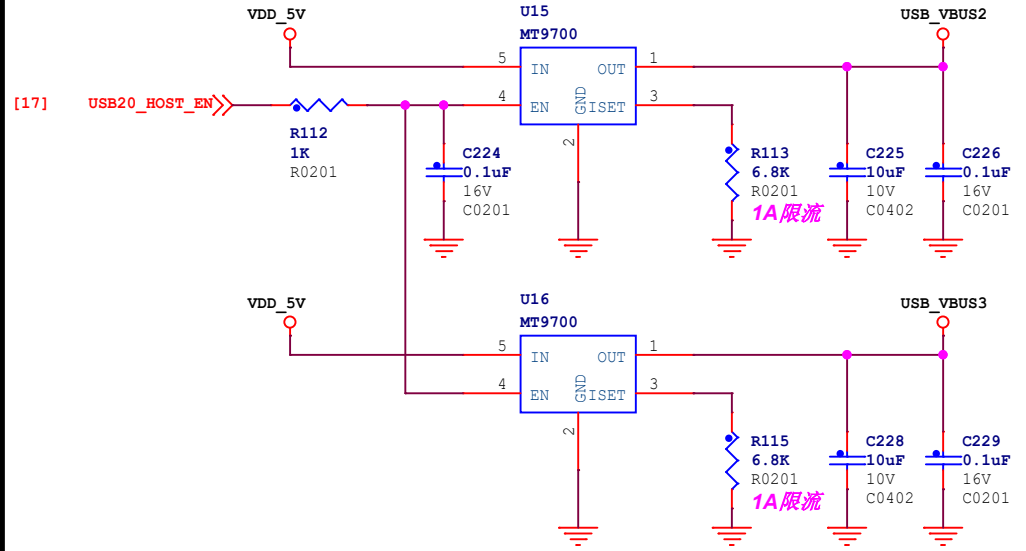 VDD_5V
U15
MT9700
USB_VBUS2
5
IN
OUT
1
[17]
USB20_HOST_EN
4
EN
GND
ISET
3
2
R112
1K
R0201
C224
0.1uF
16V
C0201
R113
6.8K
R0201
1A限流
C225
10uF
10V
C0402
C226
0.1uF
16V
C0201
VDD_5V
U16
MT9700
USB_VBUS3
5
IN
OUT
1
4
EN
GND
ISET
3
2
R115
6.8K
R0201
1A限流
C228
10uF
10V
C0402
C229
0.1uF
16V
C0201